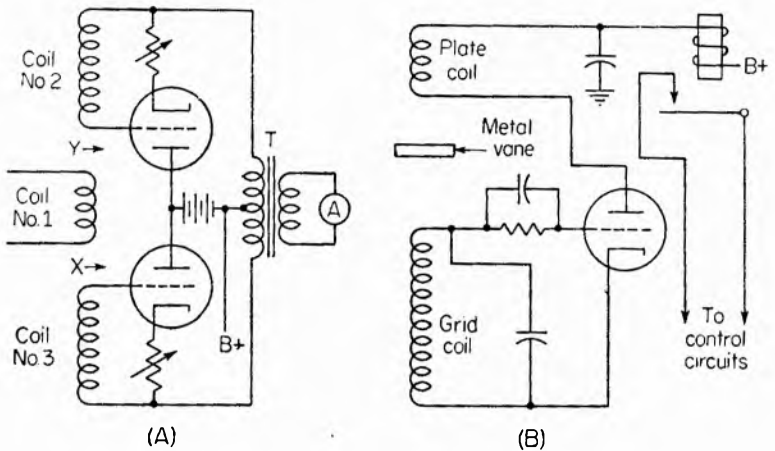 Coil
No.2
Y→
Coil
No.1
X→
Coil
No.3
T
A
B+
(A)
Plate
coil
B+
Metal
vane
Grid
coil
To
control
circuits
(B)